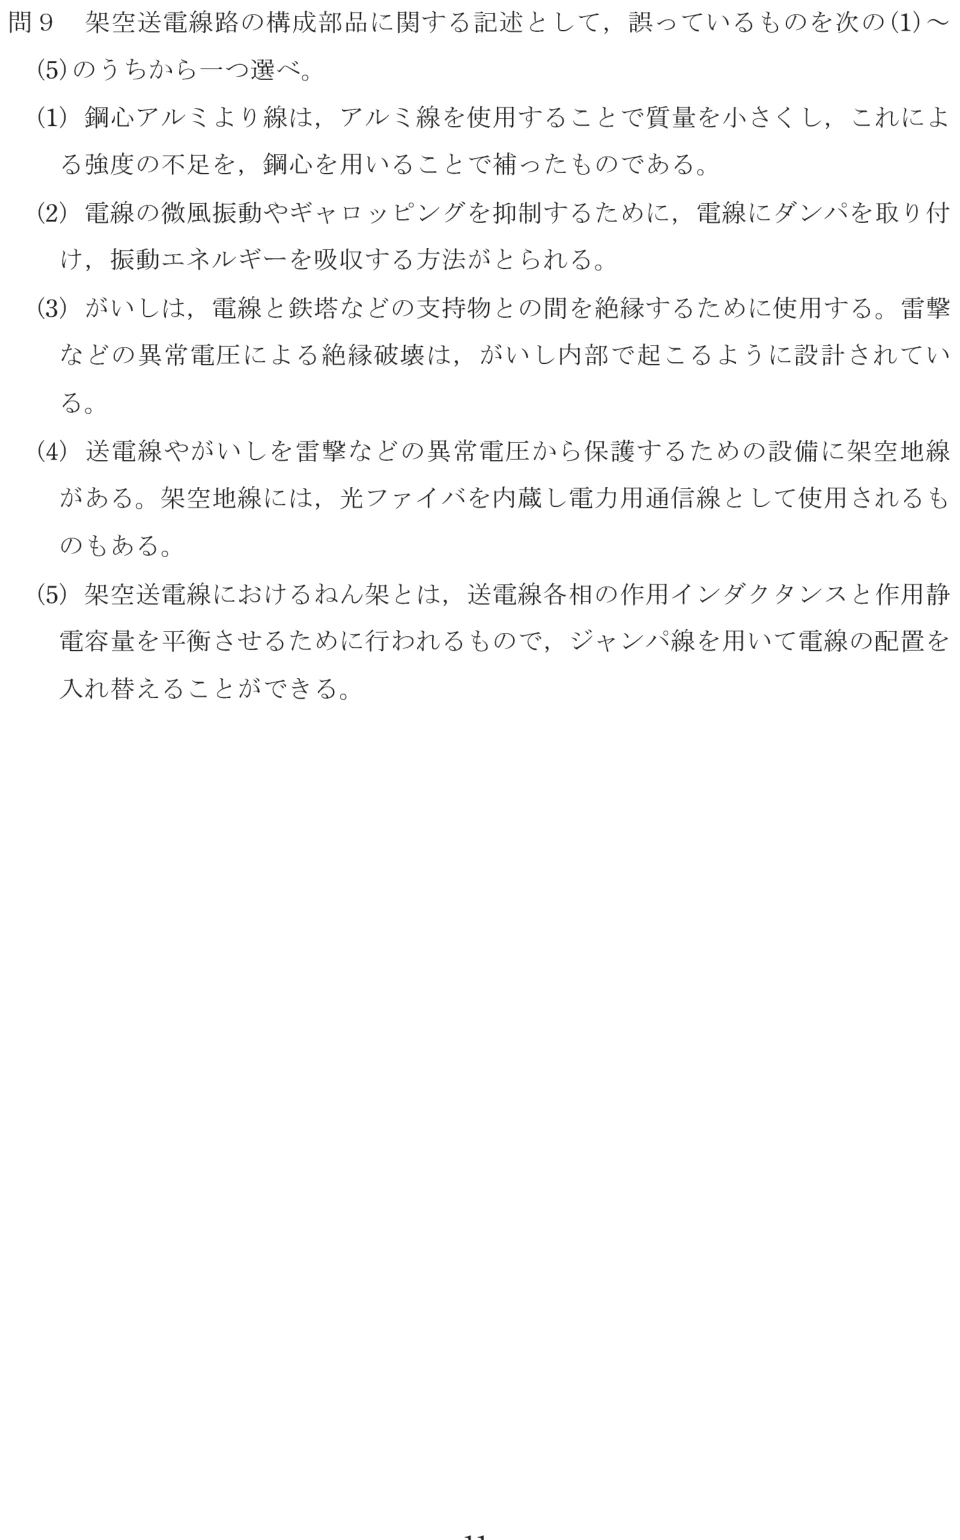 問９　架空送電線路の構成部品に関する記述として，誤っているものを次の(1)～
(5)のうちから一つ選べ。
(1) 鋼心アルミより線は，アルミ線を使用することで質量を小さくし，これによ
る強度の不足を，鋼心を用いることで補ったものである。
(2) 電線の微風振動やギャロッピングを抑制するために，電線にダンパを取り付
け，振動エネルギーを吸収する方法がとられる。
(3) がいしは，電線と鉄塔などの支持物との間を絶縁するために使用する。雷撃
などの異常電圧による絶縁破壊は，がいし内部で起こるように設計されてい
る。
(4) 送電線やがいしを雷撃などの異常電圧から保護するための設備に架空地線
がある。架空地線には，光ファイバを内蔵し電力用通信線として使用されるも
のもある。
(5) 架空送電線におけるねん架とは，送電線各相の作用インダクタンスと作用静
電容量を平衡させるために行われるもので，ジャンパ線を用いて電線の配置を
入れ替えることができる。